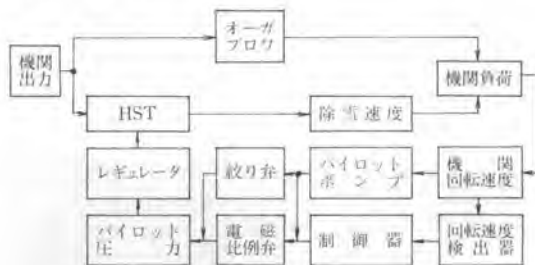 オーガ
ブロワ
機関
出力
機関負荷
HST
除雪速度
レギュレータ
絞り弁
パイロット
ポンプ
機関
回転速度
パイロット
圧力
電磁
比例弁
制御器
回転速度
検出器